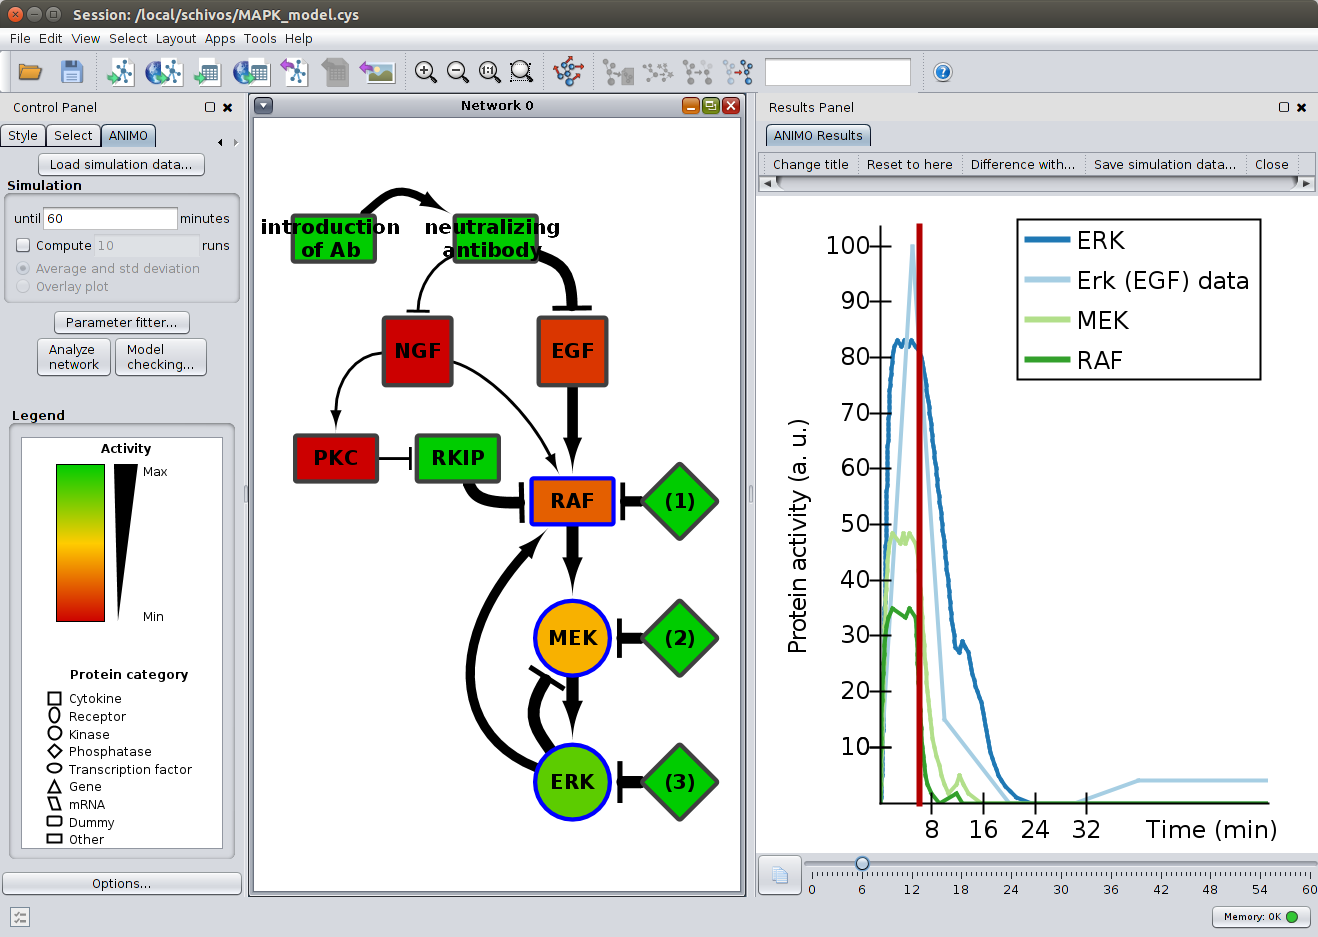 Session: /local/schivos/MAPK_model.cys
File Edit View Select Layout Apps Tools Help
Control Panel
Style Select ANIMO
Load simulation data...
Simulation
until 60 minutes
Compute 10 runs
Average and std deviation
Overlay plot
Parameter fitter...
Analyze network
Model checking...
Legend
Activity
Max
Min
Protein category
Cytokine
Receptor
Kinase
Phosphatase
Transcription factor
Gene
mRNA
Dummy
Other
Options...
Network 0
introduction of Ab
neutralizing antibody
NGF
EGF
PKC
RKIP
RAF
(1)
MEK
(2)
ERK
(3)
Results Panel
ANIMO Results
Change title Reset to here Difference with... Save simulation data... Close
ERK
Erk (EGF) data
MEK
RAF
Protein activity (a. u.)
100
90
80
70
60
50
40
30
20
10
8 16 24 32 Time (min)
0 6 12 18 24 30 36 42 48 54 60
Memory: OK